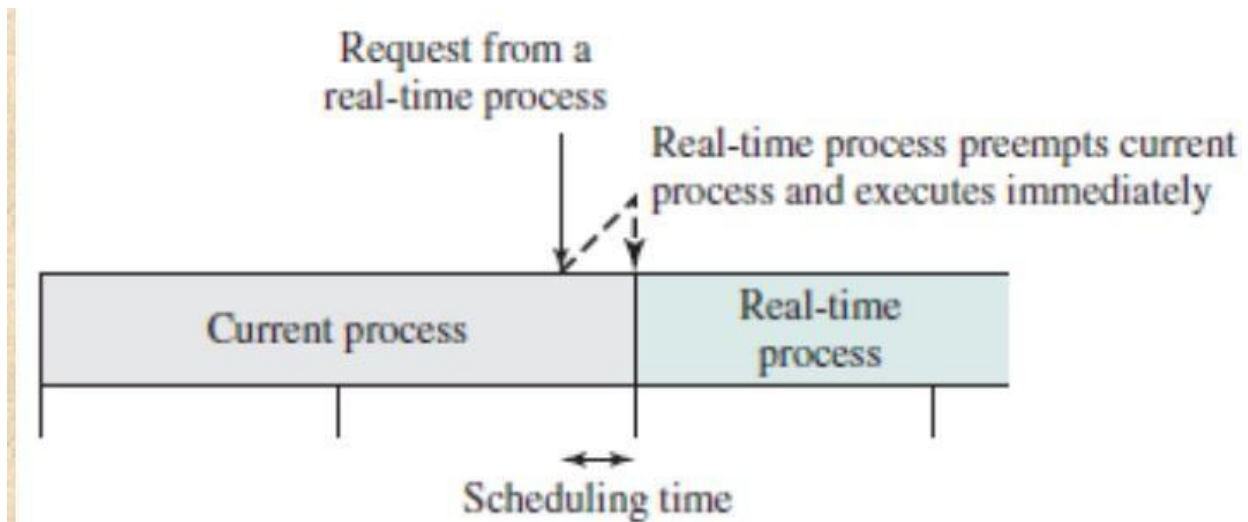 Request from a
real-time process
Real-time process preempts current
process and executes immediately
Current process
Real-time
process
Scheduling time